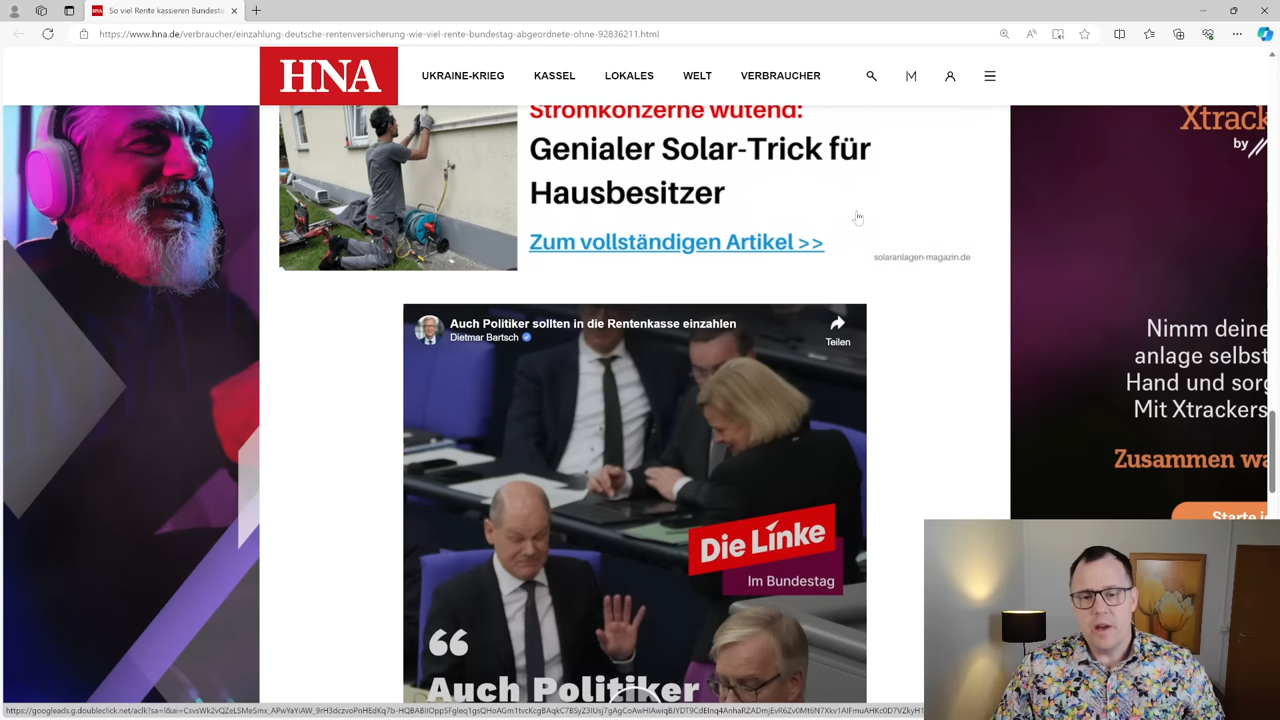 So viel Rente kassieren Bundesta
https://www.hna.de/verbraucher/einzahlung-deutsche-rentenversicherung-wie-viel-rente-bundestag-abgeordnete-ohne-92836211.html
HNA
UKRAINE-KRIEG KASSEL LOKALES WELT VERBRAUCHER
M
Stromkonzerne wütend:
Genialer Solar-Trick für
Hausbesitzer
Zum vollständigen Artikel >>
solaranlagen-magazin.de
Xtrack
by
Auch Politiker sollten in die Rentenkasse einzahlen
Dietmar Bartsch
Teilen
Nimm deine
anlage selbst
Hand und sorg
Mit Xtrackers
Zusammen wa
Starte je
Die Linke
Im Bundestag
“
Auch Politiker